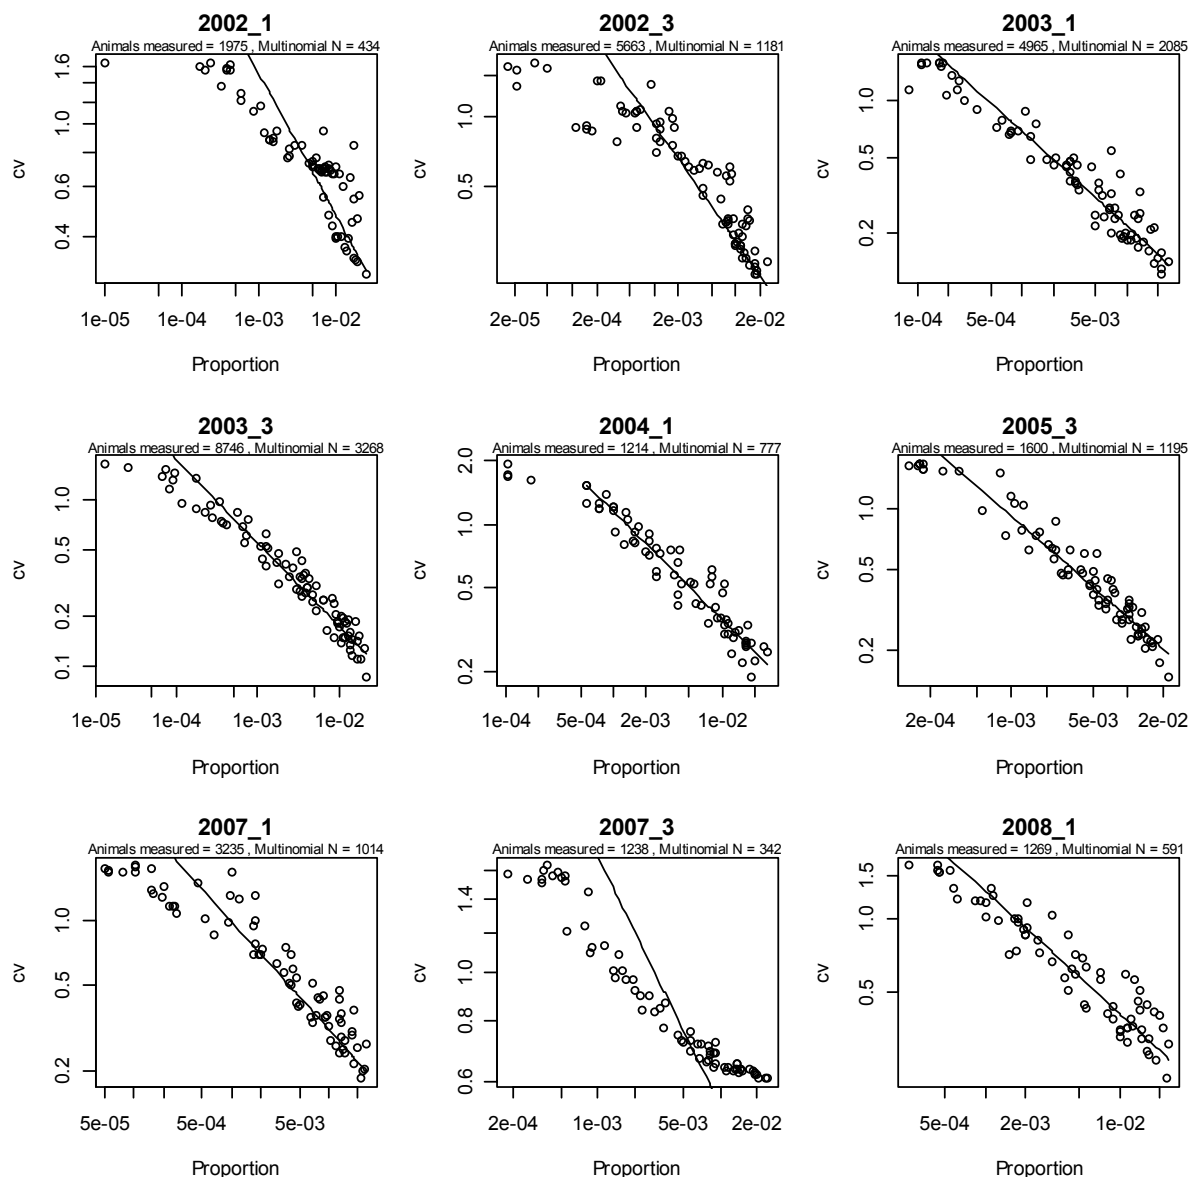 2002_1
Animals measured = 1975 , Multinomial N = 434
cv
1.6
1.0
0.6
0.4
1e-05 1e-04 1e-03 1e-02
Proportion
2002_3
Animals measured = 5663 , Multinomial N = 1181
cv
1.0
0.5
2e-05 2e-04 2e-03 2e-02
Proportion
2003_1
Animals measured = 4965 , Multinomial N = 2085
cv
1.0
0.5
0.2
1e-04 5e-04 5e-03
Proportion
2003_3
Animals measured = 8746 , Multinomial N = 3268
cv
1.0
0.5
0.2
0.1
1e-05 1e-04 1e-03 1e-02
Proportion
2004_1
Animals measured = 1214 , Multinomial N = 777
cv
2.0
1.0
0.5
0.2
1e-04 5e-04 2e-03 1e-02
Proportion
2005_3
Animals measured = 1600 , Multinomial N = 1195
cv
1.0
0.5
0.2
2e-04 1e-03 5e-03 2e-02
Proportion
2007_1
Animals measured = 3235 , Multinomial N = 1014
cv
1.0
0.5
0.2
5e-05 5e-04 5e-03
Proportion
2007_3
Animals measured = 1238 , Multinomial N = 342
cv
1.4
1.0
0.8
0.6
2e-04 1e-03 5e-03 2e-02
Proportion
2008_1
Animals measured = 1269 , Multinomial N = 591
cv
1.5
1.0
0.5
5e-04 2e-03 1e-02
Proportion